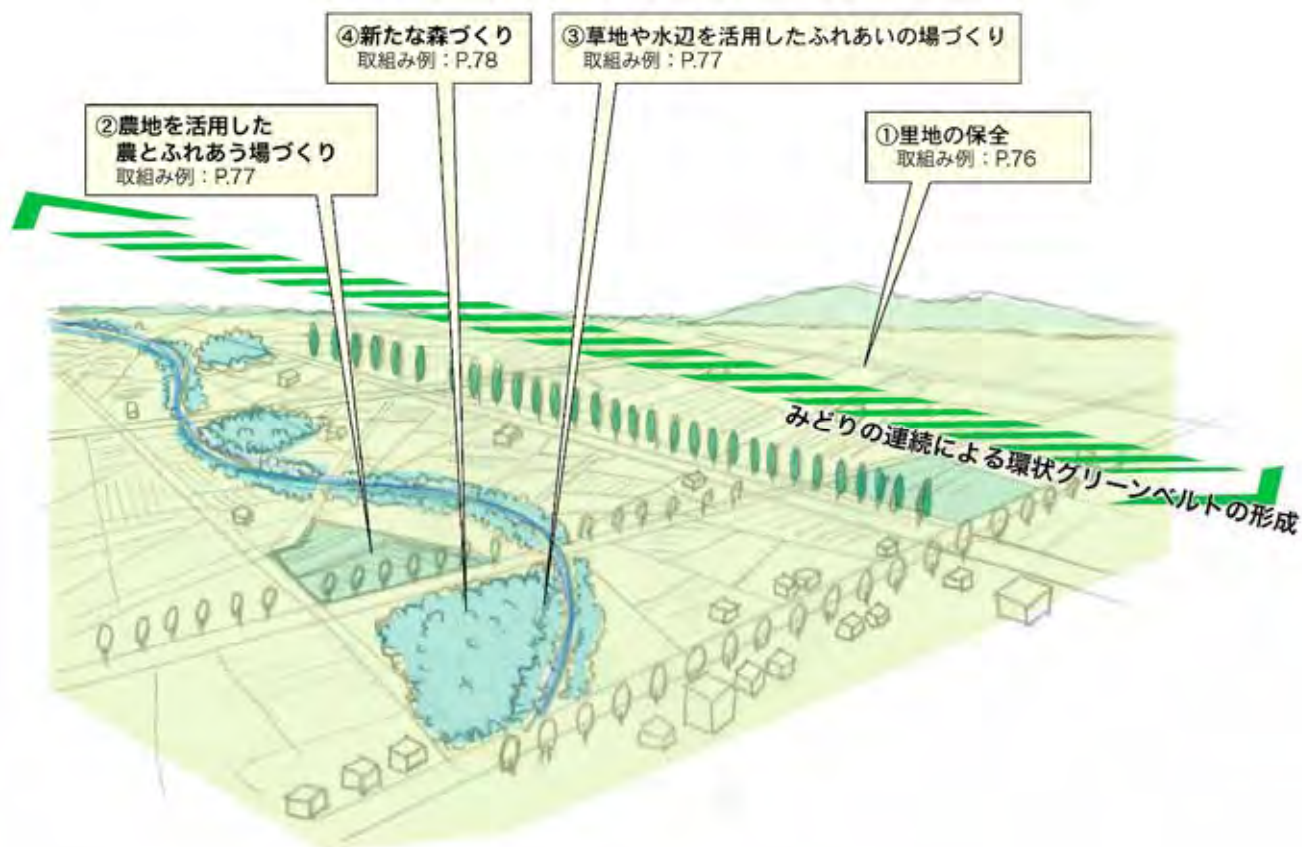 ④新たな森づくり
取組み例：P.78
③草地や水辺を活用したふれあいの場づくり
取組み例：P.77
②農地を活用した
農とふれあう場づくり
取組み例：P.77
①里地の保全
取組み例：P.76
みどりの連続による環状グリーンベルトの形成